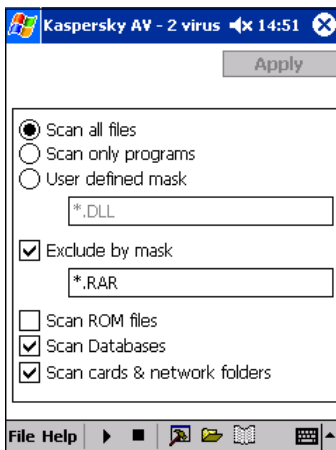 Kaspersky AV - 2 virus 14:51
Apply
Scan all files
Scan only programs
User defined mask
*.DLL
Exclude by mask
*.RAR
Scan ROM files
Scan Databases
Scan cards & network folders
File Help